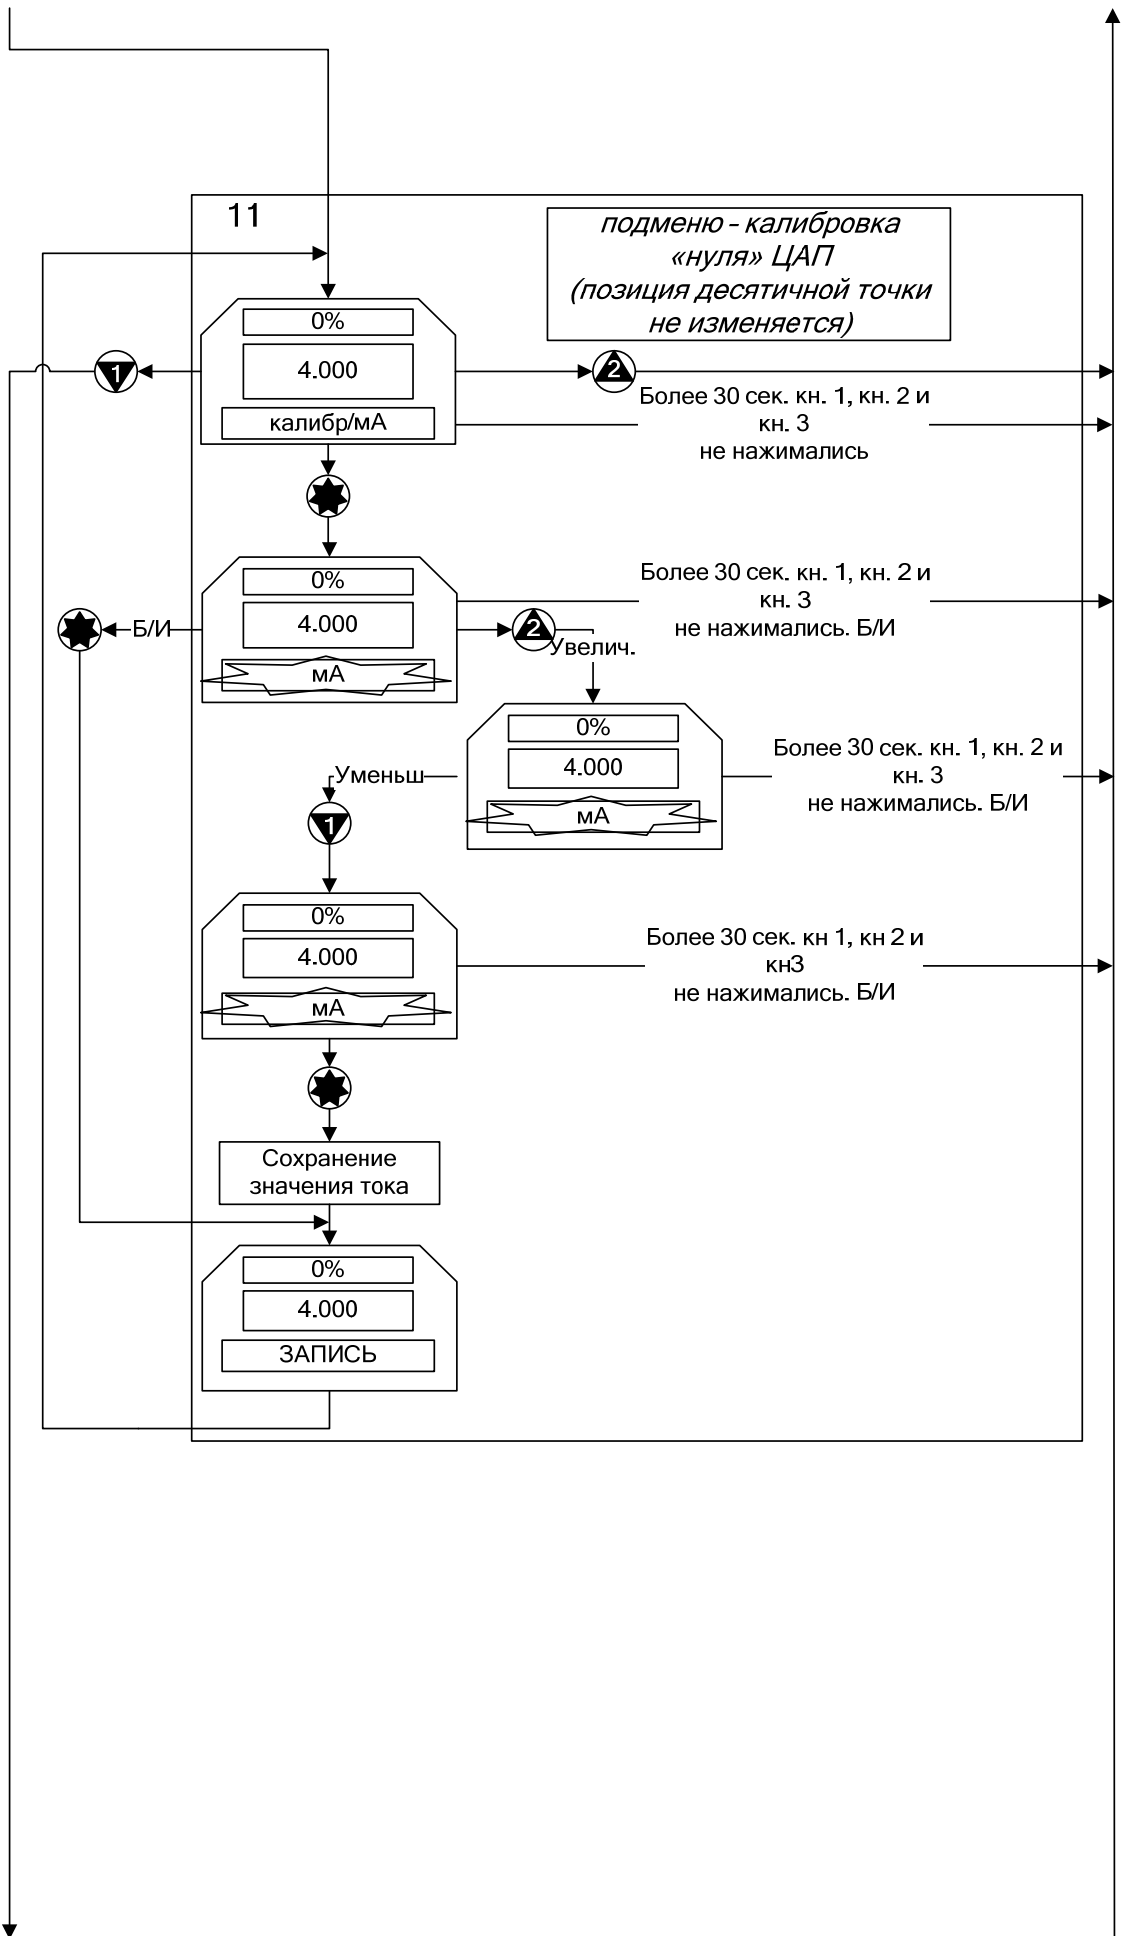 11
подменю - калибровка
«нуля» ЦАП
(позиция десятичной точки
не изменяется)
0%
4.000
калибр/мА
1
2
Более 30 сек. кн. 1, кн. 2 и
кн. 3
не нажимались
0%
4.000
мА
Б/И
2
Увелич.
Более 30 сек. кн. 1, кн. 2 и
кн. 3
не нажимались. Б/И
0%
4.000
мА
Более 30 сек. кн. 1, кн. 2 и
кн. 3
не нажимались. Б/И
Уменьш
1
0%
4.000
мА
Более 30 сек. кн 1, кн 2 и
кн3
не нажимались. Б/И
Сохранение
значения тока
0%
4.000
ЗАПИСЬ